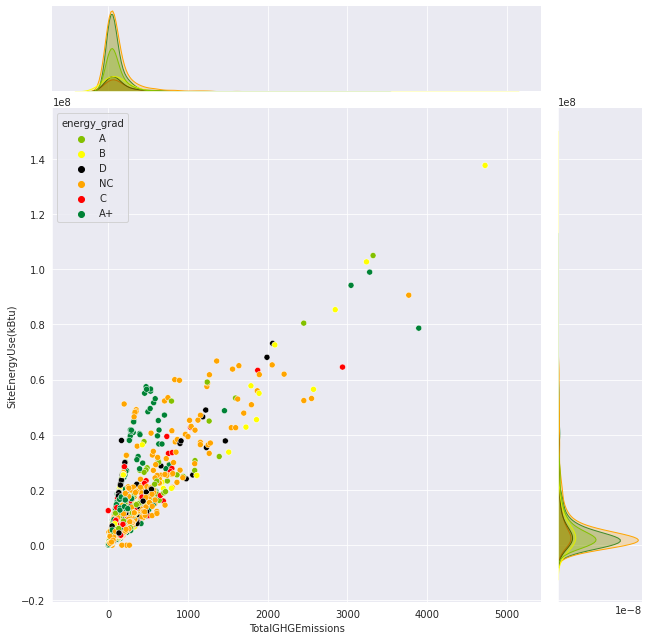 1e8
1e8
energy_grad
A
B
D
NC
C
A+
1.4
1.2
1.0
0.8
0.6
0.4
0.2
0.0
−0.2
SiteEnergyUse(kBtu)
0
1000
2000
3000
4000
5000
TotalGHGEmissions
1e−8